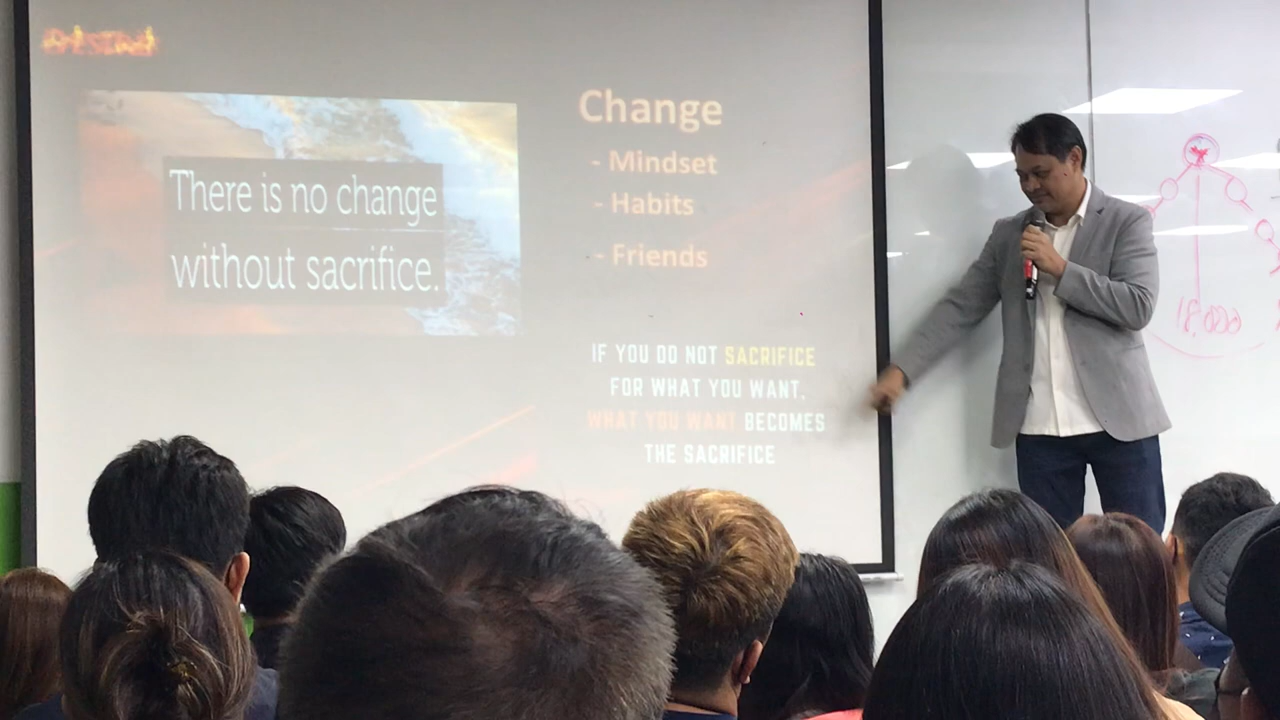 There is no change
without sacrifice.
Change
- Mindset
- Habits
- Friends
IF YOU DO NOT SACRIFICE
FOR WHAT YOU WANT,
WHAT YOU WANT BECOMES
THE SACRIFICE